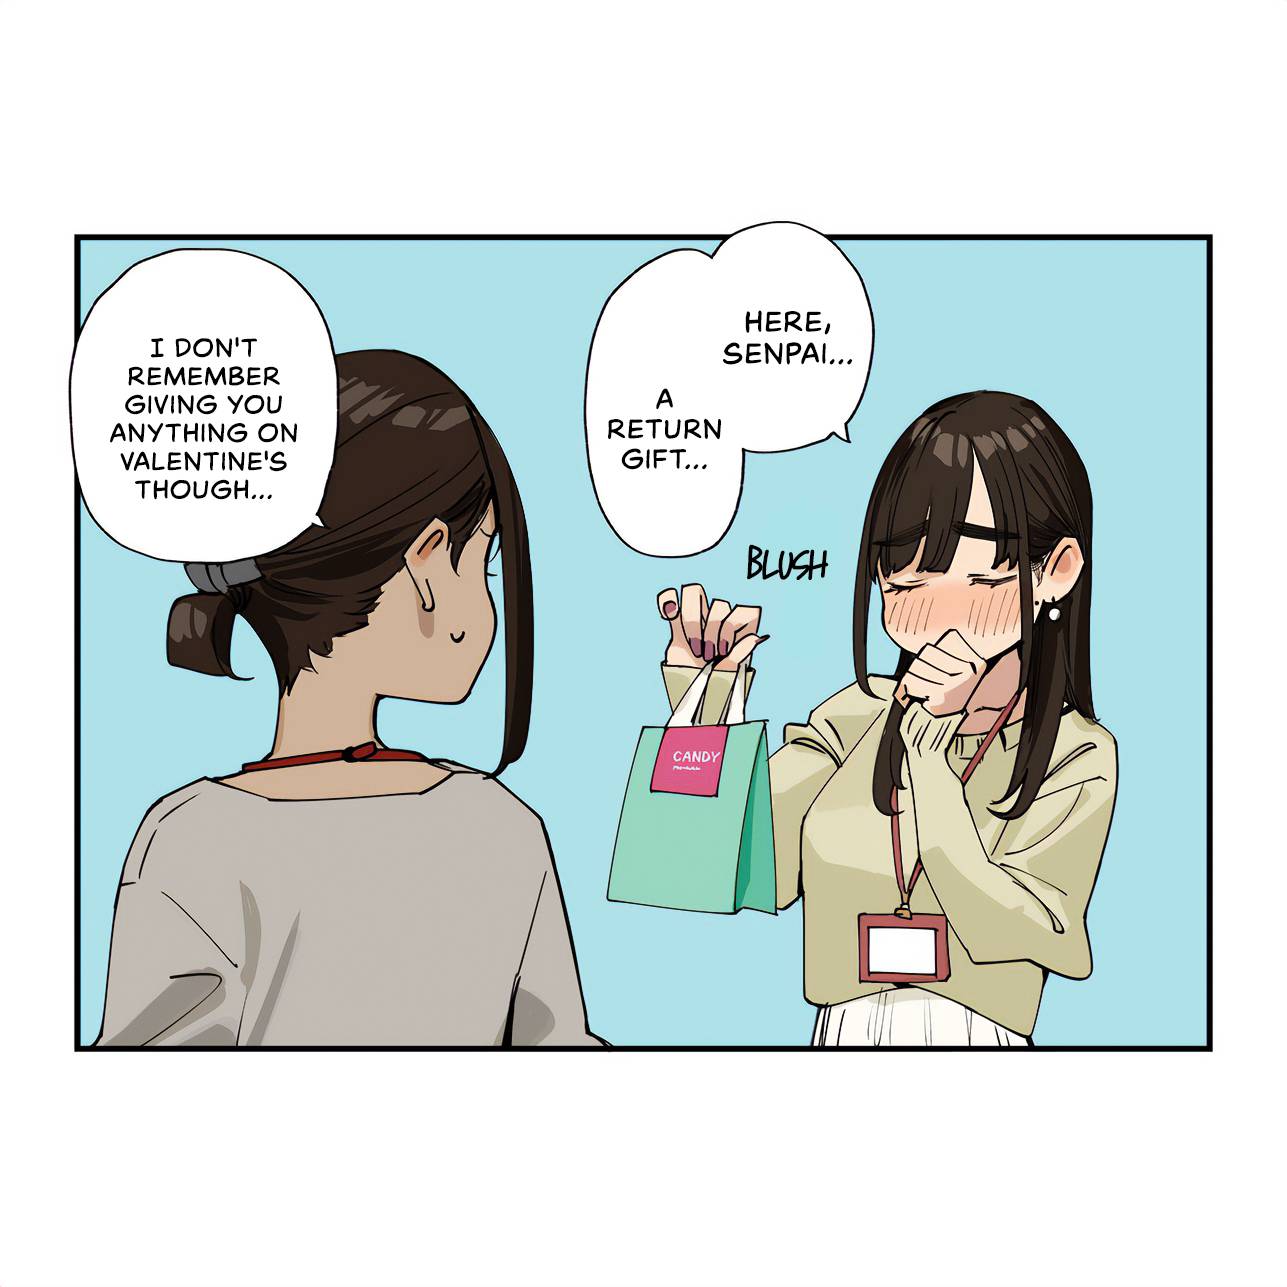 HERE,
SENPAI...
A
RETURN
GIFT...
BLUSH
I DON'T
REMEMBER
GIVING YOU
ANYTHING ON
VALENTINE'S
THOUGH...
CANDY